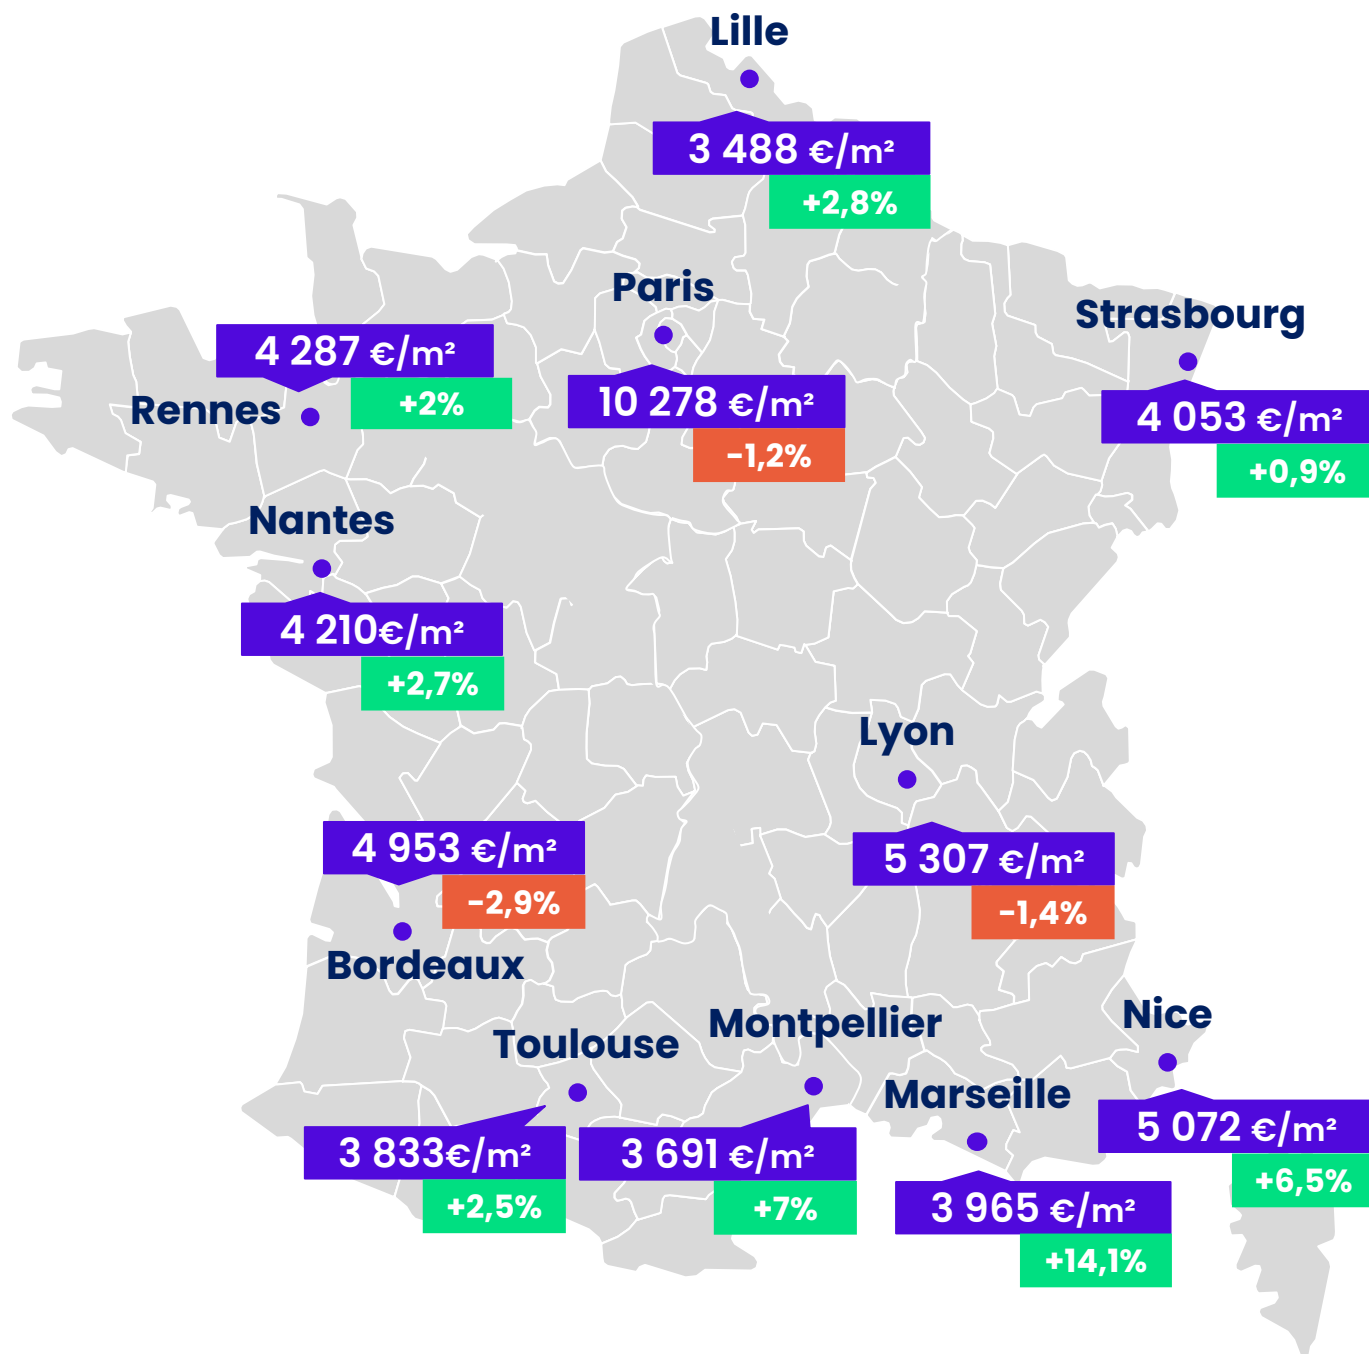 Lille
3 488 €/m²
+2,8%
Paris
10 278 €/m²
-1,2%
Strasbourg
4 053 €/m²
+0,9%
4 287 €/m²
+2%
Rennes
Nantes
4 210€/m²
+2,7%
Lyon
5 307 €/m²
-1,4%
4 953 €/m²
-2,9%
Bordeaux
Toulouse
3 833€/m²
+2,5%
Montpellier
3 691 €/m²
+7%
Marseille
3 965 €/m²
+14,1%
Nice
5 072 €/m²
+6,5%